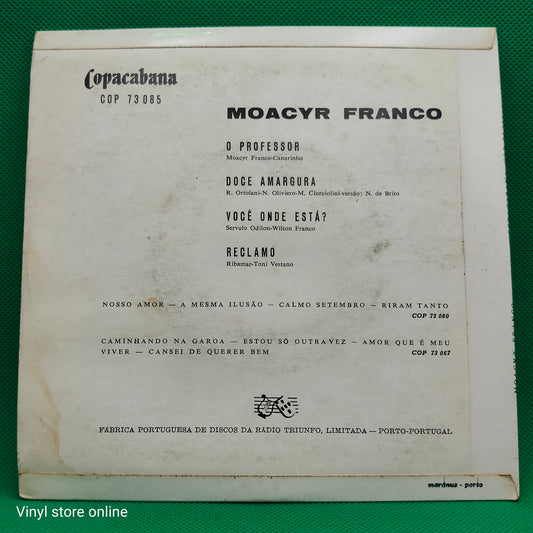 Copacabana
COP 73 085
MOACYR FRANCO
O PROFESSOR
Moacyr Franco-Canarinho
DOCE AMARGURA
R. Ortolani-N. Oliviero-M. Ciorciolini-versão: N. de Brito
VOCÊ ONDE ESTÁ?
Servulo Odilon-Wilton Franco
RECLAMO
Ribamar-Toni Vestano
NOSSO AMOR — A MESMA ILUSÃO — CALMO SETEMBRO — RIRAM TANTO
COP 73 080
CAMINHANDO NA GAROA — ESTOU SÓ OUTRA VEZ — AMOR QUE É MEU
VIVER — CANSEI DE QUERER BEM COP 73 067
FÁBRICA PORTUGUESA DE DISCOS DA RÁDIO TRIUNFO, LIMITADA — PORTO-PORTUGAL
marânus - porto
Vinyl store online